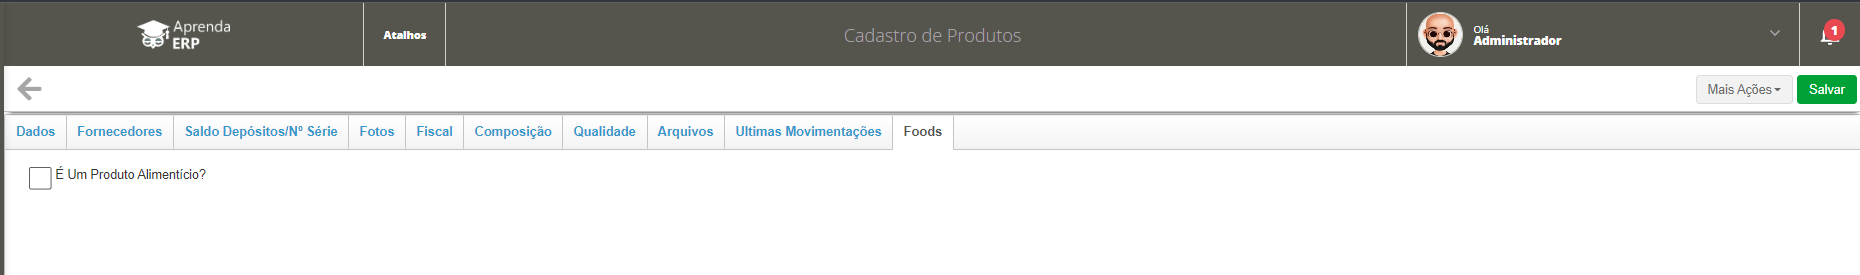 Aprenda
ERP
Atalhos
Cadastro de Produtos
Olá
Administrador
1
Mais Ações
Salvar
Dados
Fornecedores
Saldo Depósitos/Nº Série
Fotos
Fiscal
Composição
Qualidade
Arquivos
Ultimas Movimentações
Foods
É Um Produto Alimentício?